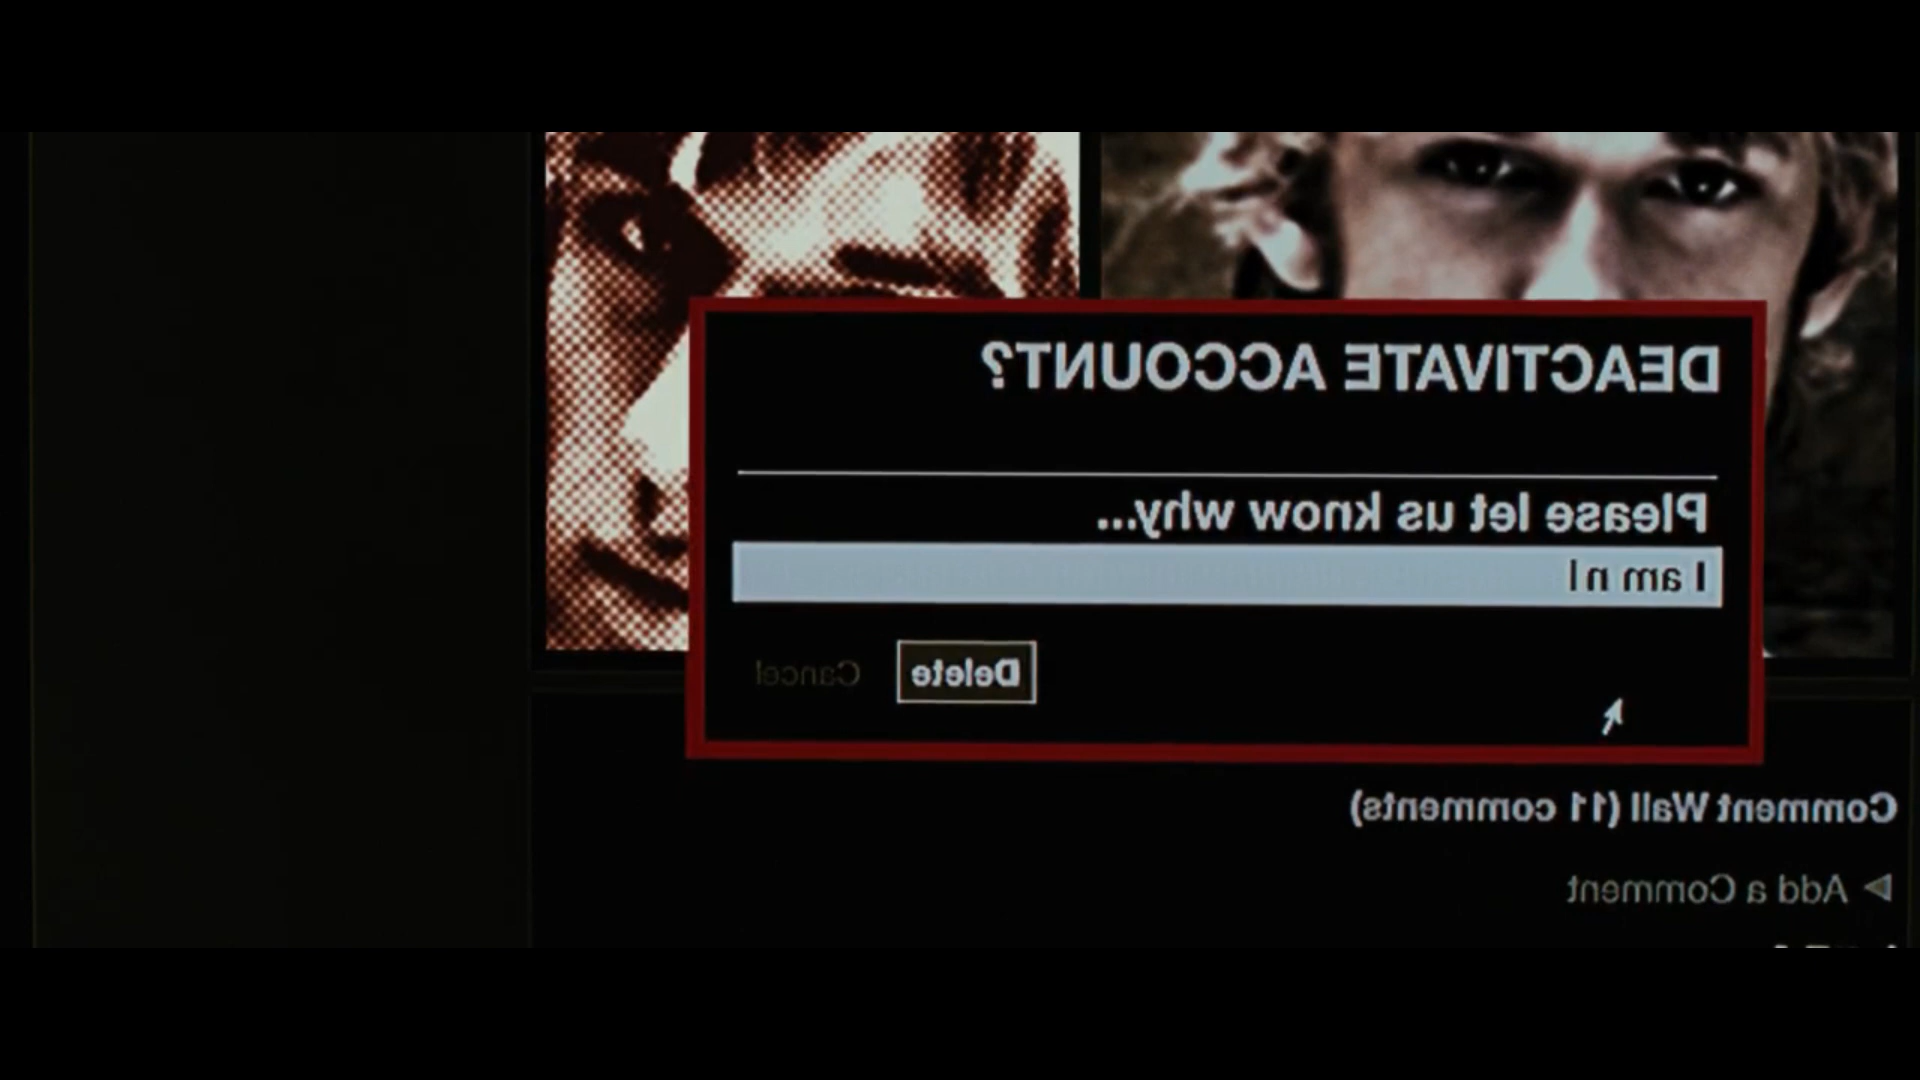 DEACTIVATE ACCOUNT?
Please let us know why...
I am n
Delete
Cancel
Comment Wall (11 comments)
Add a Comment